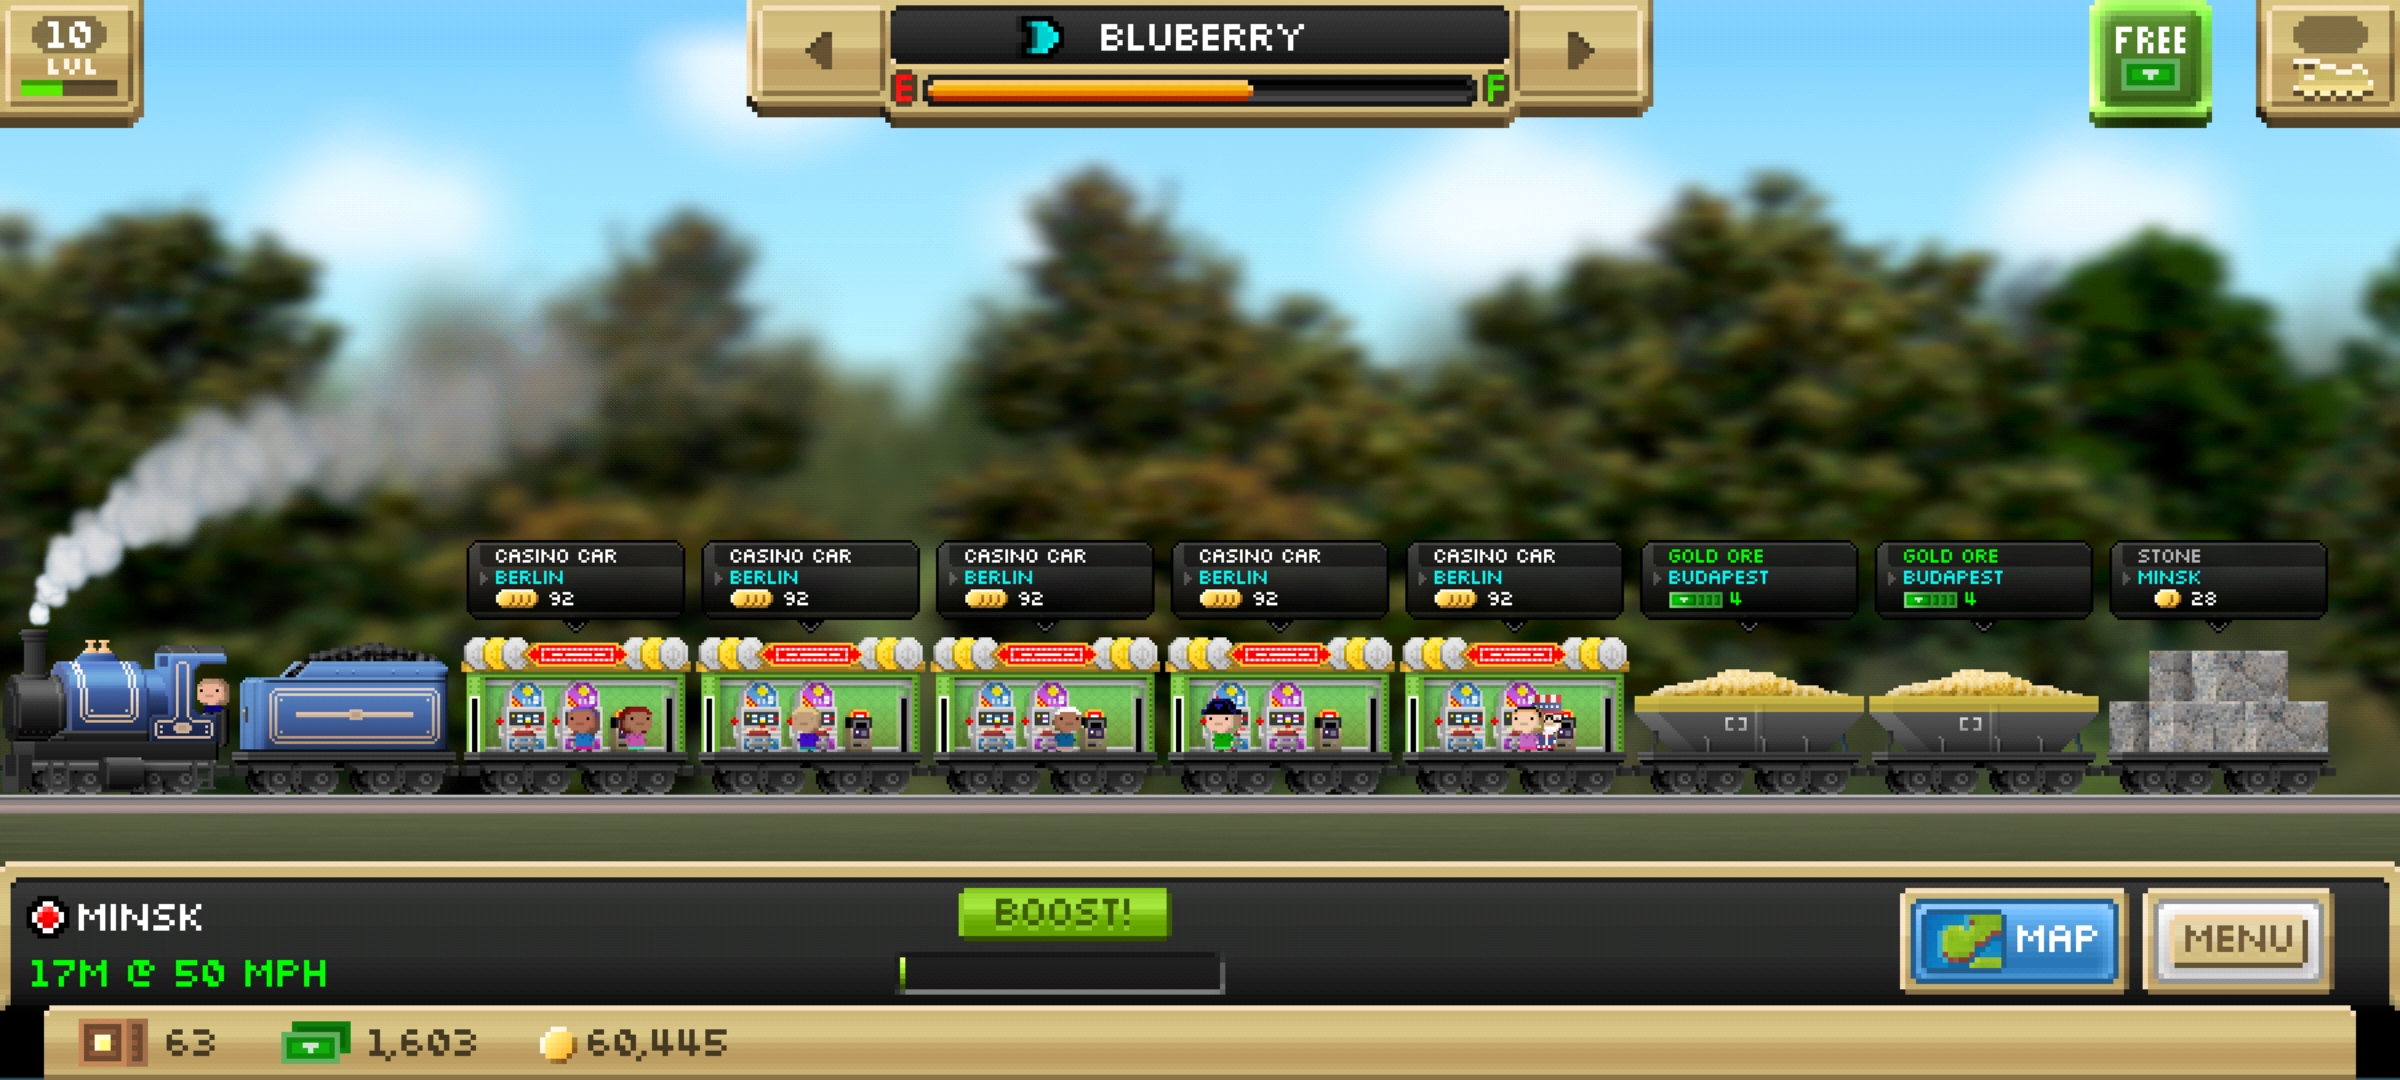 10
LVL
BLUBERRY
E
F
FREE
CASINO CAR
BERLIN
92
CASINO CAR
BERLIN
92
CASINO CAR
BERLIN
92
CASINO CAR
BERLIN
92
CASINO CAR
BERLIN
92
GOLD ORE
BUDAPEST
4
GOLD ORE
BUDAPEST
4
STONE
MINSK
28
MINSK
17M @ 50 MPH
BOOST!
MAP
MENU
63
1,603
60,445